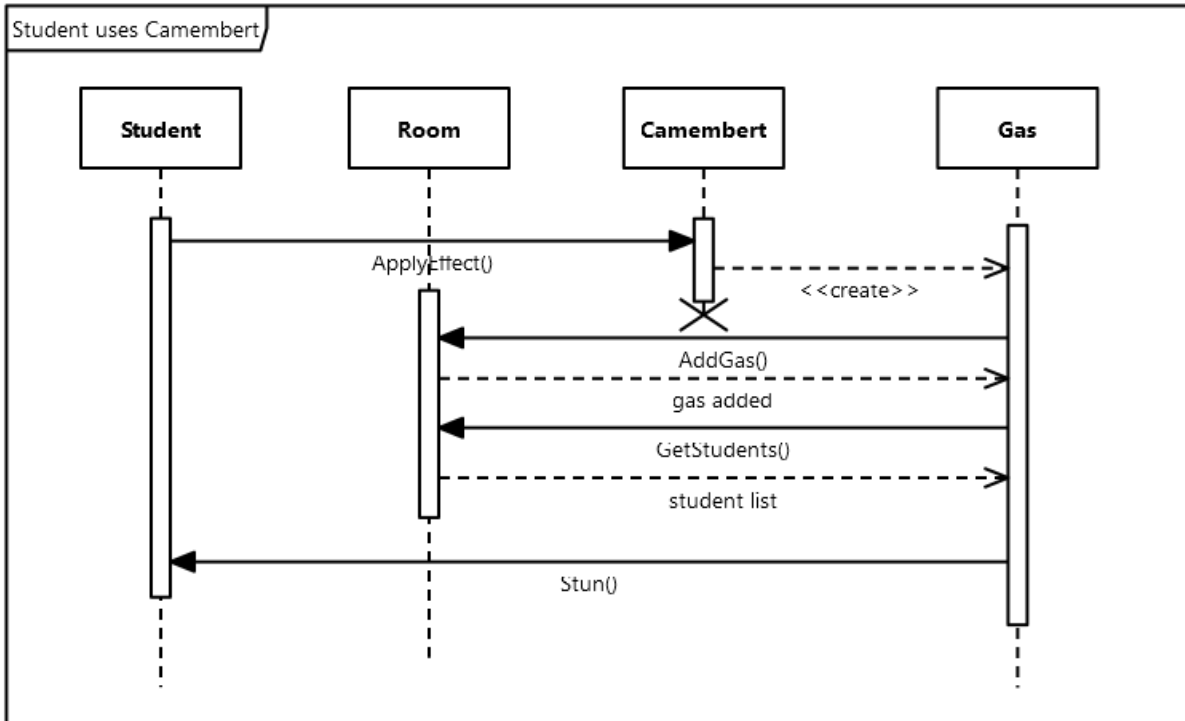 Student uses Camembert
Student
Room
Camembert
Gas
ApplyEffect()
<<create>>
AddGas()
gas added
GetStudents()
student list
Stun()